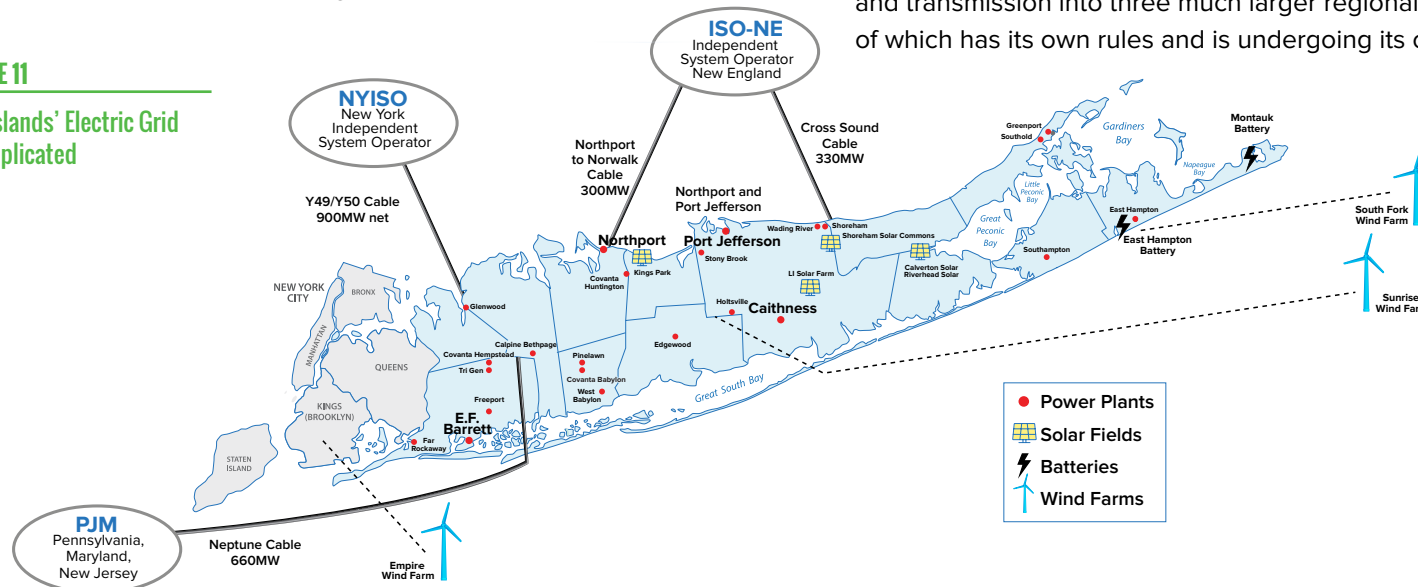 and transmission into three much larger regional
of which has its own rules and is undergoing its
E 11
slands' Electric Grid
plicated
ISO-NE
Independent
System Operator
New England
NYISO
New York
Independent
System Operator
Northport
to Norwalk
Cable
300MW
Cross Sound
Cable
330MW
Y49/Y50 Cable
900MW net
Northport and
Port Jefferson
Greenport
Southold
Gardiners
Bay
Montauk
Battery
Napeague
Bay
Little
Peconic
Bay
Great
Peconic
Bay
South Fork
Wind Farm
East Hampton
East Hampton
Battery
Southampton
Sunrise
Wind Far
Wading River
Shoreham
Shoreham Solar Commons
Calverton Solar
Riverhead Solar
Northport
Port Jefferson
Stony Brook
Kings Park
Covanta
Huntington
LI Solar Farm
Holtsville
Caithness
NEW YORK
CITY
BRONX
MANHATTAN
QUEENS
KINGS
(BROOKLYN)
STATEN
ISLAND
Glenwood
Calpine Bethpage
Covanta Hempstead
Tri Gen
Pinelawn
Covanta Babylon
West
Babylon
Edgewood
Freeport
E.F.
Barrett
Far
Rockaway
Great South Bay
Power Plants
Solar Fields
Batteries
Wind Farms
PJM
Pennsylvania,
Maryland,
New Jersey
Neptune Cable
660MW
Empire
Wind Farm